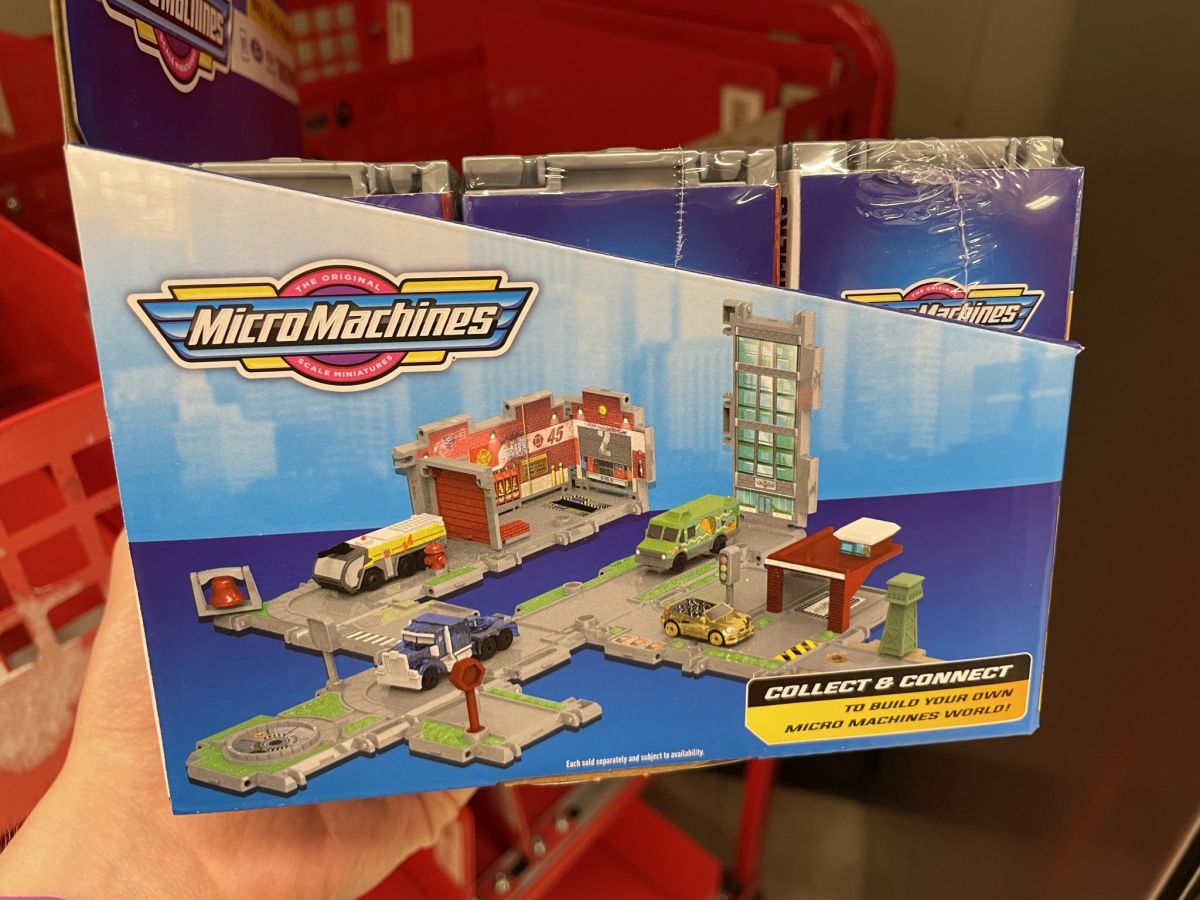 THE ORIGINAL
MicroMachines
SCALE MINIATURES
45
2
COLLECT & CONNECT
TO BUILD YOUR OWN
MICRO MACHINES WORLD!
Each sold separately and subject to availability.